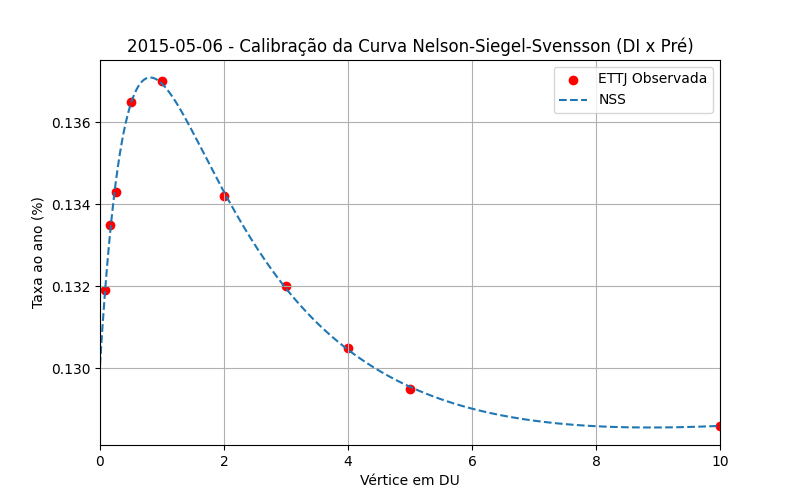 2015-05-06 - Calibração da Curva Nelson-Siegel-Svensson (DI x Pré)
ETTJ Observada
NSS
Taxa ao ano (%)
0.136
0.134
0.132
0.130
0 2 4 6 8 10
Vértice em DU